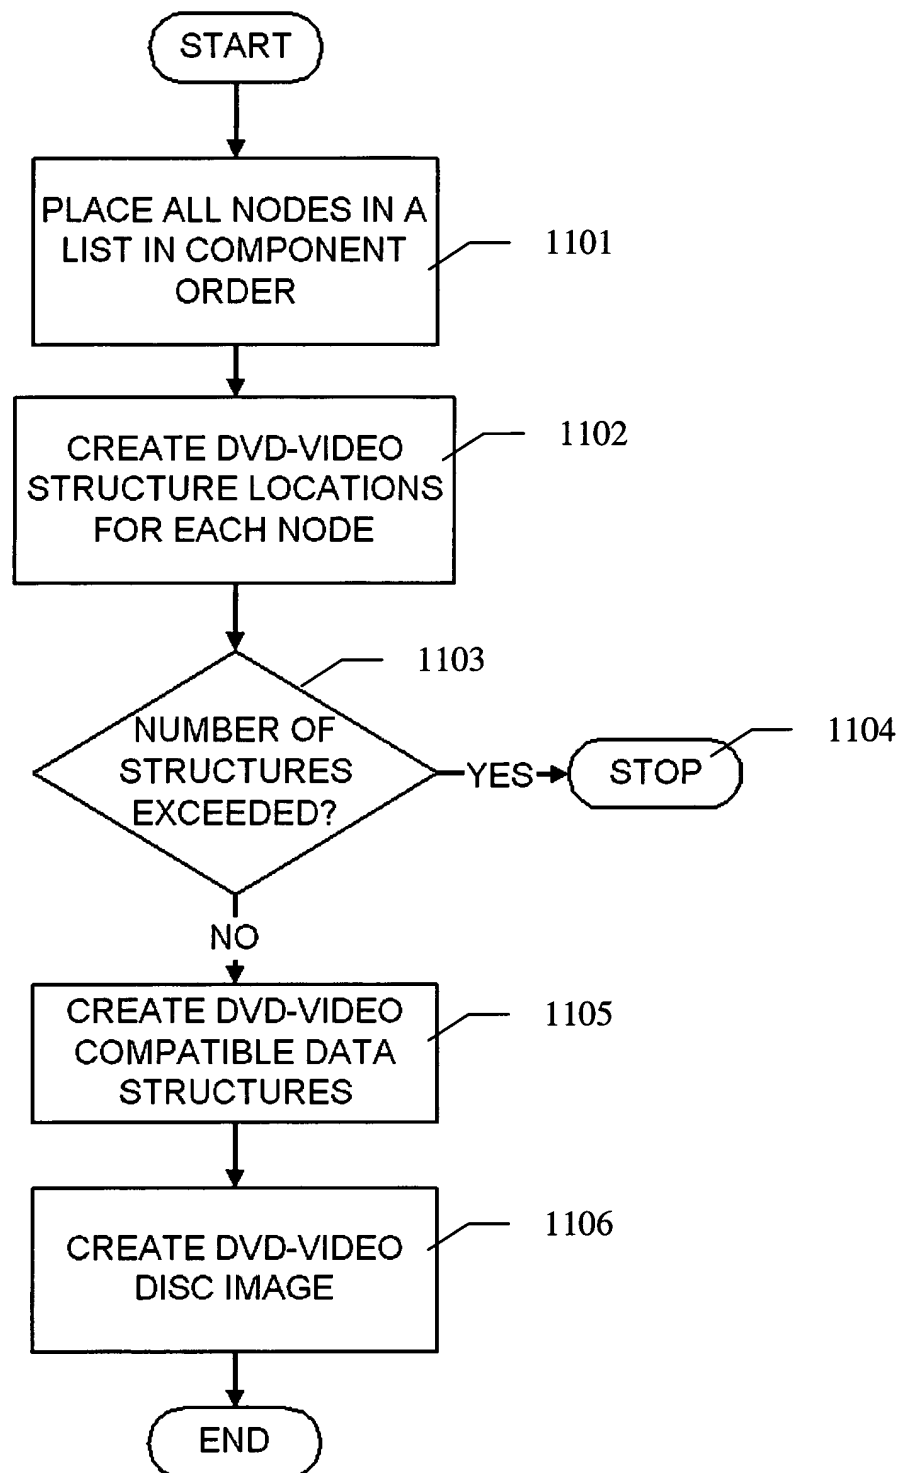 START
PLACE ALL NODES IN A
LIST IN COMPONENT
ORDER
1101
CREATE DVD-VIDEO
STRUCTURE LOCATIONS
FOR EACH NODE
1102
1103
NUMBER OF
STRUCTURES
EXCEEDED?
YES
STOP
1104
NO
CREATE DVD-VIDEO
COMPATIBLE DATA
STRUCTURES
1105
CREATE DVD-VIDEO
DISC IMAGE
1106
END